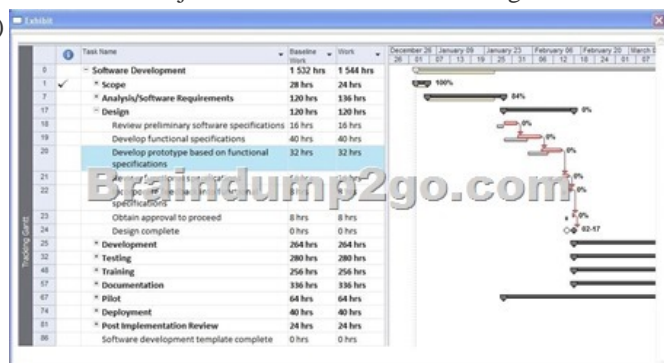 Exhibit
Task Name Baseline Work Work December 26 January 09 January 23 February 06 February 20 March 0
26 01 07 13 19 25 31 06 12 18 24 01 07
0 Software Development 1 532 hrs 1 544 hrs
1 Scope 28 hrs 24 hrs 100%
7 Analysis/Software Requirements 120 hrs 136 hrs 84%
17 Design 120 hrs 120 hrs 0%
18 Review preliminary software specifications 16 hrs 16 hrs 0%
19 Develop functional specifications 40 hrs 40 hrs 0%
20 Develop prototype based on functional specifications 32 hrs 32 hrs 0%
21 functional 0%
22 specifications 0%
Braindump2go.com
23 Obtain approval to proceed 8 hrs 8 hrs 0%
24 Design complete 0 hrs 0 hrs 02-17
25 Development 264 hrs 264 hrs
32 Testing 280 hrs 280 hrs
48 Training 256 hrs 256 hrs
57 Documentation 336 hrs 336 hrs
67 Pilot 64 hrs 64 hrs
74 Deployment 40 hrs 40 hrs
81 Post Implementation Review 24 hrs 24 hrs
86 Software development template complete 0 hrs 0 hrs
Tracking Gantt